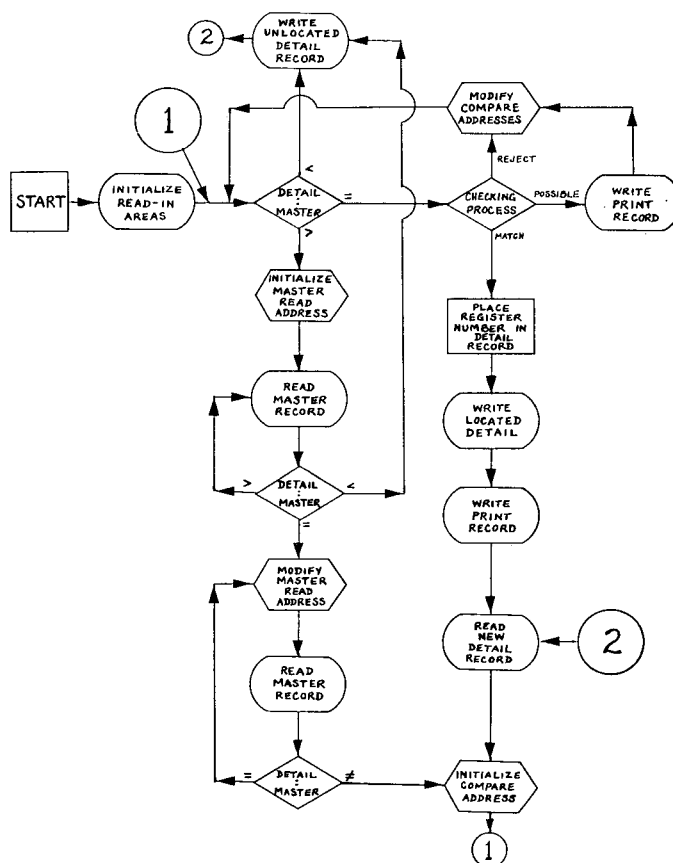 WRITE
UNLOCATED
DETAIL
RECORD
2
1
MODIFY
COMPARE
ADDRESSES
REJECT
START
INITIALIZE
READ-IN
AREAS
<
DETAIL
:
MASTER
=
>
CHECKING
PROCESS
POSSIBLE
MATCH
WRITE
PRINT
RECORD
INITIALIZE
MASTER
READ
ADDRESS
PLACE
REGISTER
NUMBER IN
DETAIL
RECORD
READ
MASTER
RECORD
WRITE
LOCATED
DETAIL
>
DETAIL
:
MASTER
<
=
WRITE
PRINT
RECORD
MODIFY
MASTER
READ
ADDRESS
READ
NEW
DETAIL
RECORD
2
READ
MASTER
RECORD
=
DETAIL
:
MASTER
≠
INITIALIZE
COMPARE
ADDRESS
1